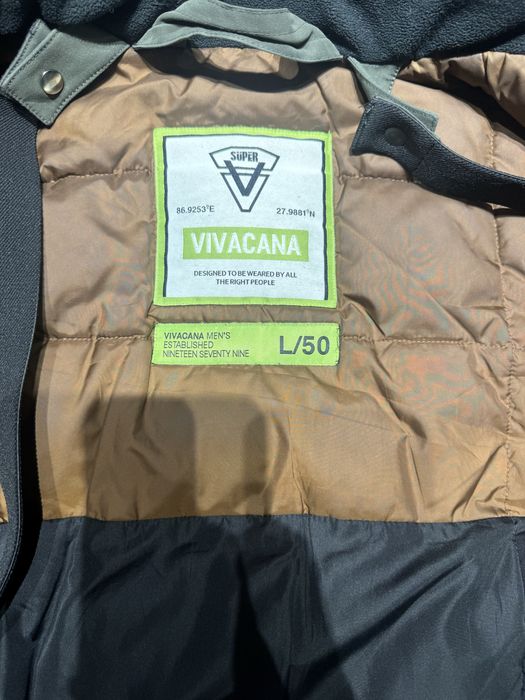 SÜPER
V
86.9253°E 27.9881°N
VIVACANA
DESIGNED TO BE WEARED BY ALL
THE RIGHT PEOPLE
VIVACANA MEN'S
ESTABLISHED
NINETEEN SEVENTY NINE
L/50